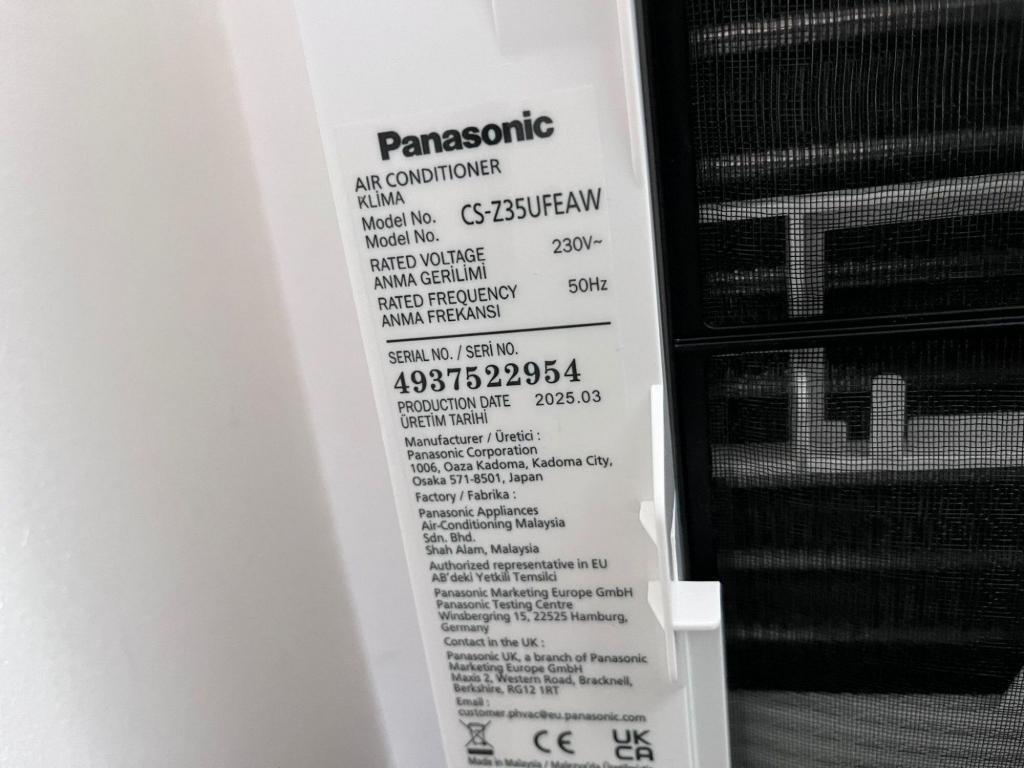 Panasonic
AIR CONDITIONER
KLİMA
Model No. CS-Z35UFEAW
Model No.
RATED VOLTAGE 230V~
ANMA GERİLİMİ
RATED FREQUENCY 50Hz
ANMA FREKANSI
SERIAL NO. / SERİ NO.
4937522954
PRODUCTION DATE 2025.03
ÜRETİM TARİHİ
Manufacturer / Üretici :
Panasonic Corporation
1006, Oaza Kadoma, Kadoma City,
Osaka 571-8501, Japan
Factory / Fabrika :
Panasonic Appliances
Air-Conditioning Malaysia
Sdn. Bhd.
Shah Alam, Malaysia
Authorized representative in EU
AB'deki Yetkili Temsilci
Panasonic Marketing Europe GmbH
Panasonic Testing Centre
Winsbergring 15, 22525 Hamburg,
Germany
Contact in the UK :
Panasonic UK, a branch of Panasonic
Marketing Europe GmbH
Maxis 2, Western Road, Bracknell,
Berkshire, RG12 1RT
Email :
customer.phvac@eu.panasonic.com
CE UK
CA
Made in Malaysia / Malezya'da